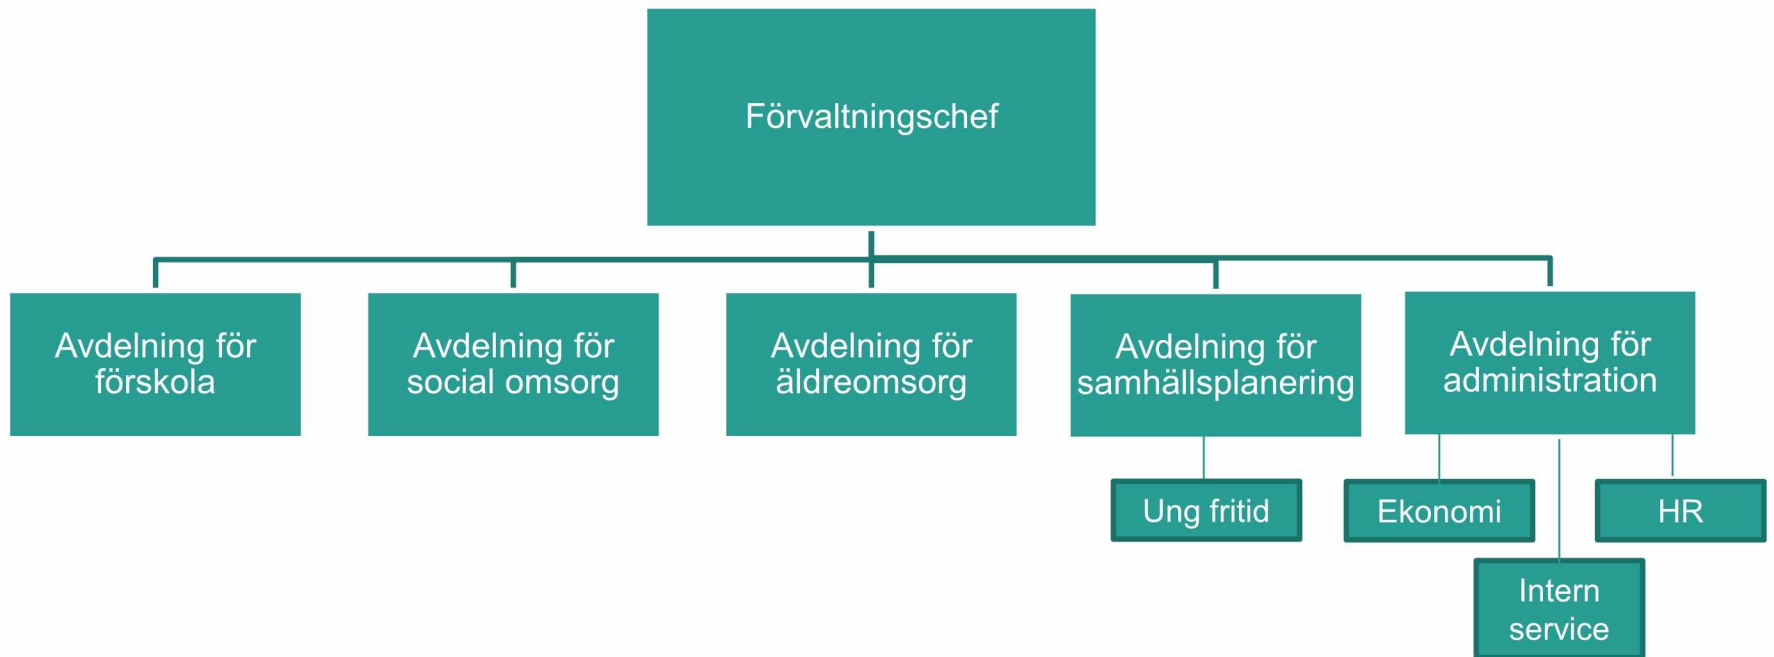 Förvaltningschef
Avdelning för
förskola
Avdelning för
social omsorg
Avdelning för
äldreomsorg
Avdelning för
samhällsplanering
Avdelning för
administration
Ung fritid
Ekonomi
HR
Intern
service